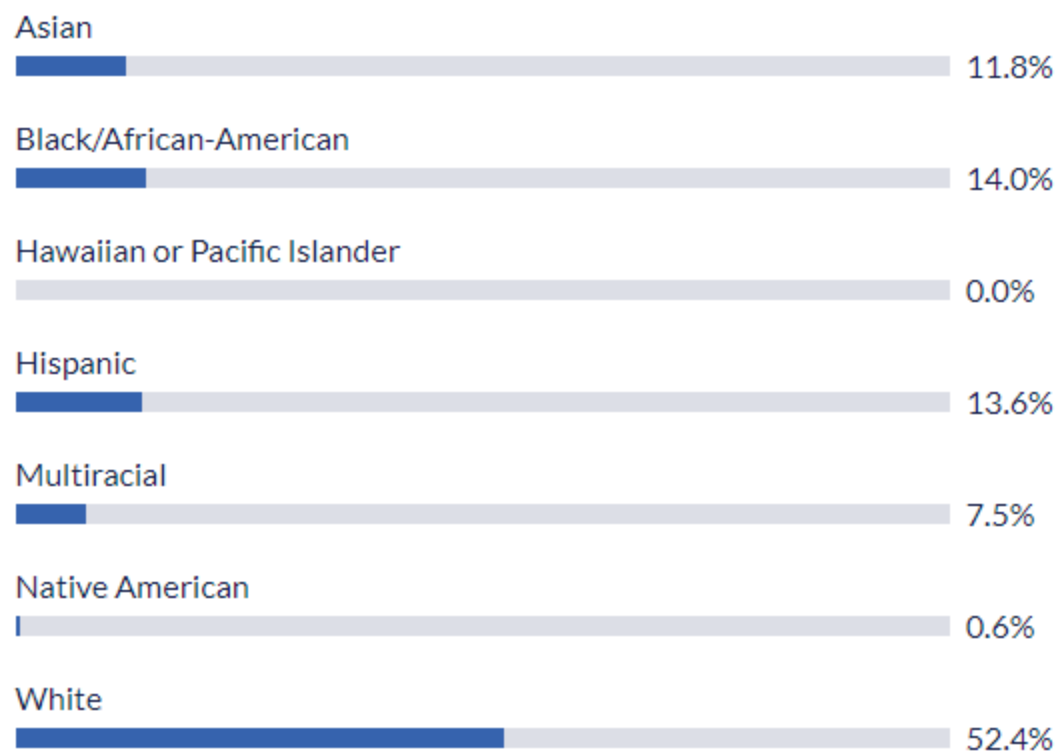 Asian
11.8%
Black/African-American
14.0%
Hawaiian or Pacific Islander
0.0%
Hispanic
13.6%
Multiracial
7.5%
Native American
0.6%
White
52.4%